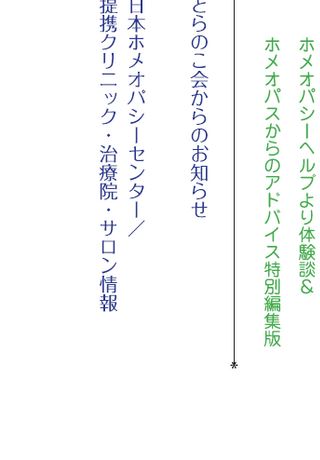 ホメオパシーヘルプより体験談&
ホメオパスからのアドバイス特別編集版
*
とらのこ会からのお知らせ
日本ホメオパシーセンター/
提携クリニック・治療院・サロン情報